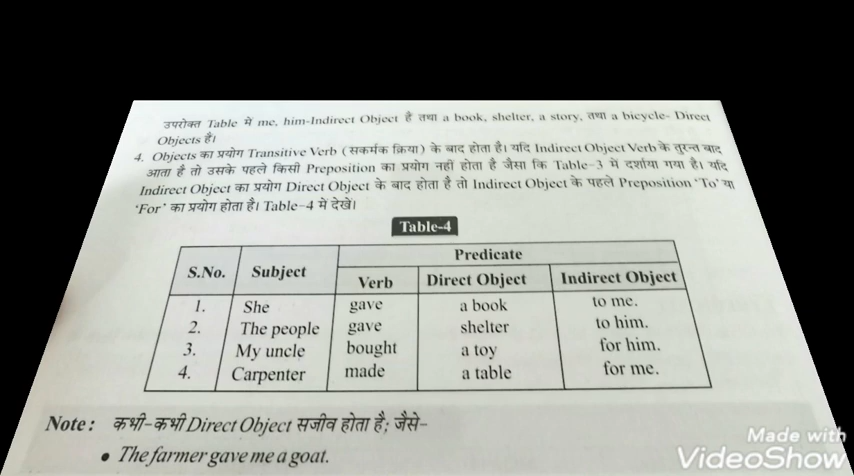 उपरोक्त Table में me, him-Indirect Object है तथा a book, shelter, a story, तथा a bicycle- Direct
Objects है।
4. Objects का प्रयोग Transitive Verb (सकर्मक क्रिया) के बाद होता है। यदि Indirect Object Verb के तुरन्त बाद
आता है तो उसके पहले किसी Preposition का प्रयोग नहीं होता है जैसा कि Table-3 में दर्शाया गया है। यदि
Indirect Object का प्रयोग Direct Object के बाद होता है तो Indirect Object के पहले Preposition 'To' या
'For' का प्रयोग होता है। Table-4 में देखें।
Table-4
Predicate
S.No. Subject Verb Direct Object Indirect Object
1. She gave a book to me.
2. The people gave shelter to him.
3. My uncle bought a toy for him.
4. Carpenter made a table for me.
Note: कभी-कभी Direct Object सजीव होता है; जैसे-
• The farmer gave me a goat.
Made with
VideoShow